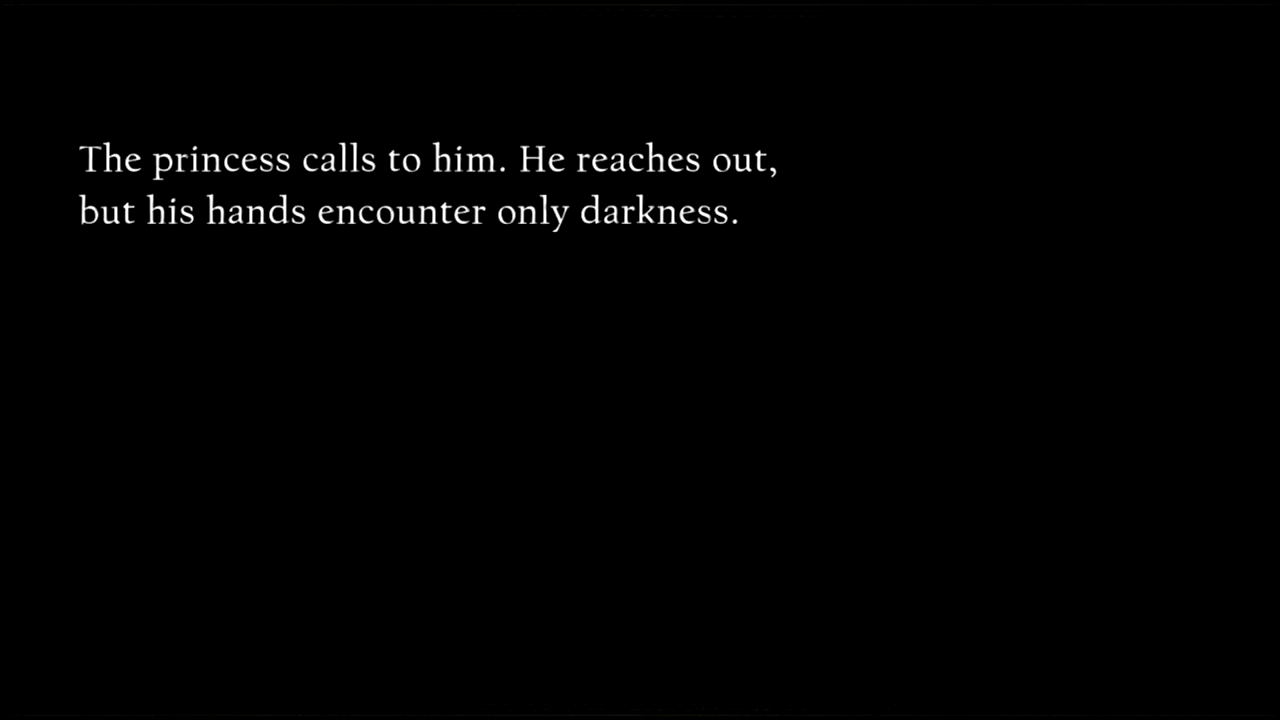 The princess calls to him. He reaches out,
but his hands encounter only darkness.